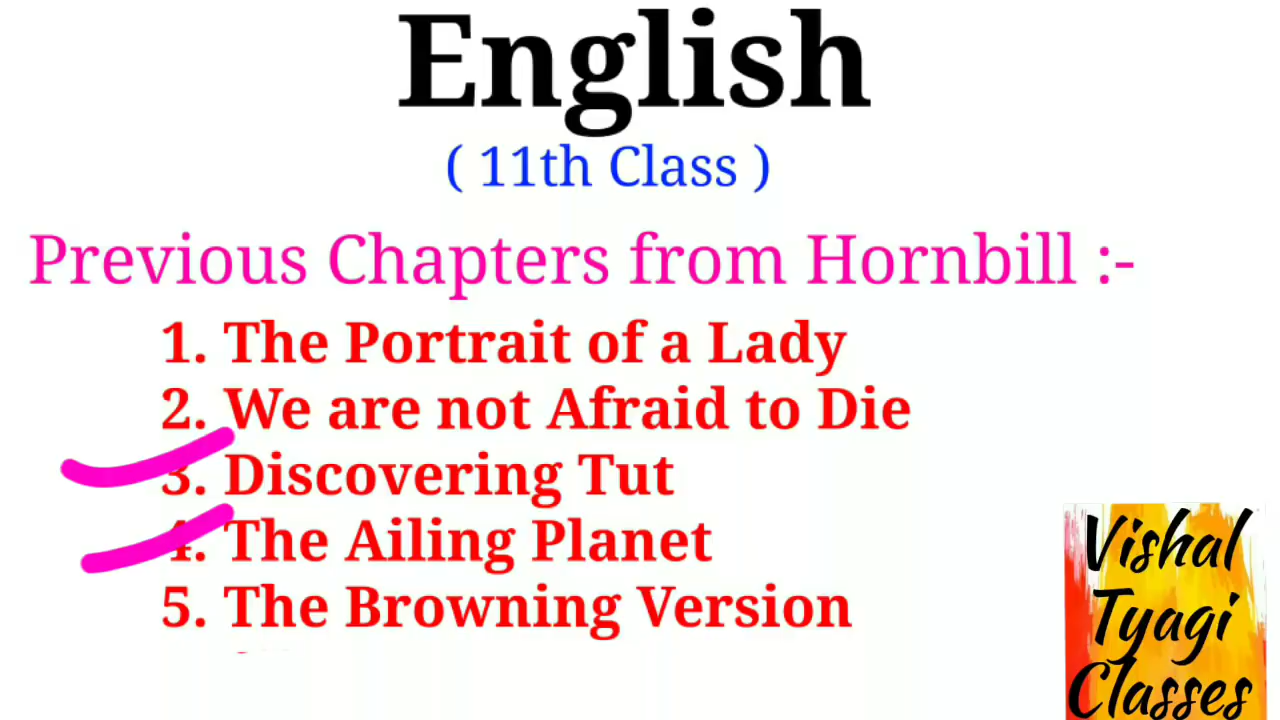 English
( 11th Class )
Previous Chapters from Hornbill :-
1. The Portrait of a Lady
2. We are not Afraid to Die
3. Discovering Tut
4. The Ailing Planet
5. The Browning Version
Vishal
Tyagi
Classes